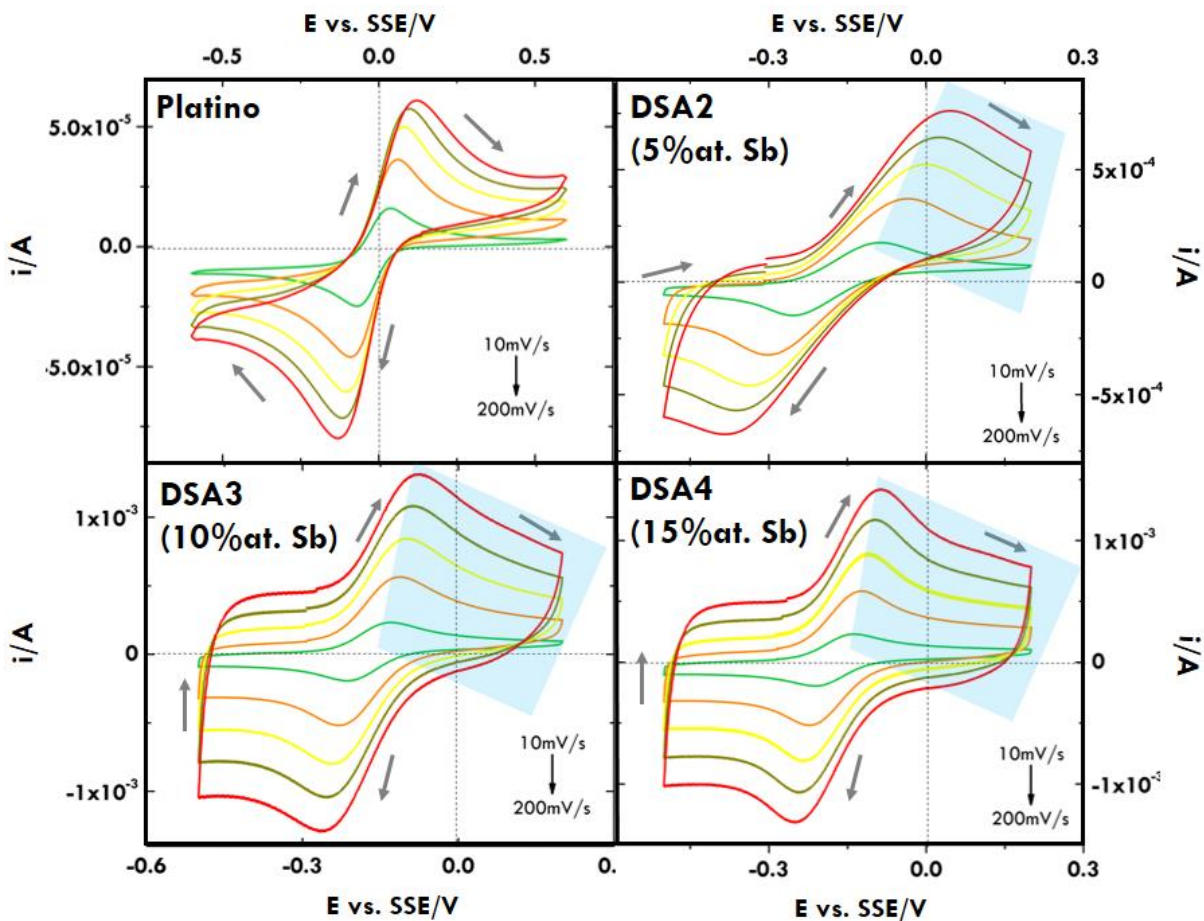 E vs. SSE/V
E vs. SSE/V
-0.5 0.0 0.5
-0.3 0.0 0.3
Platino
5.0x10⁻⁵
0.0
-5.0x10⁻⁵
i/A
10mV/s
200mV/s
DSA2
(5%at. Sb)
5x10⁻⁴
0
-5x10⁻⁴
i/A
10mV/s
200mV/s
DSA3
(10%at. Sb)
1x10⁻³
0
-1x10⁻³
i/A
10mV/s
200mV/s
DSA4
(15%at. Sb)
1x10⁻³
0
-1x10⁻³
i/A
10mV/s
200mV/s
-0.6 -0.3 0.0
-0.3 0.0 0.3
E vs. SSE/V
E vs. SSE/V